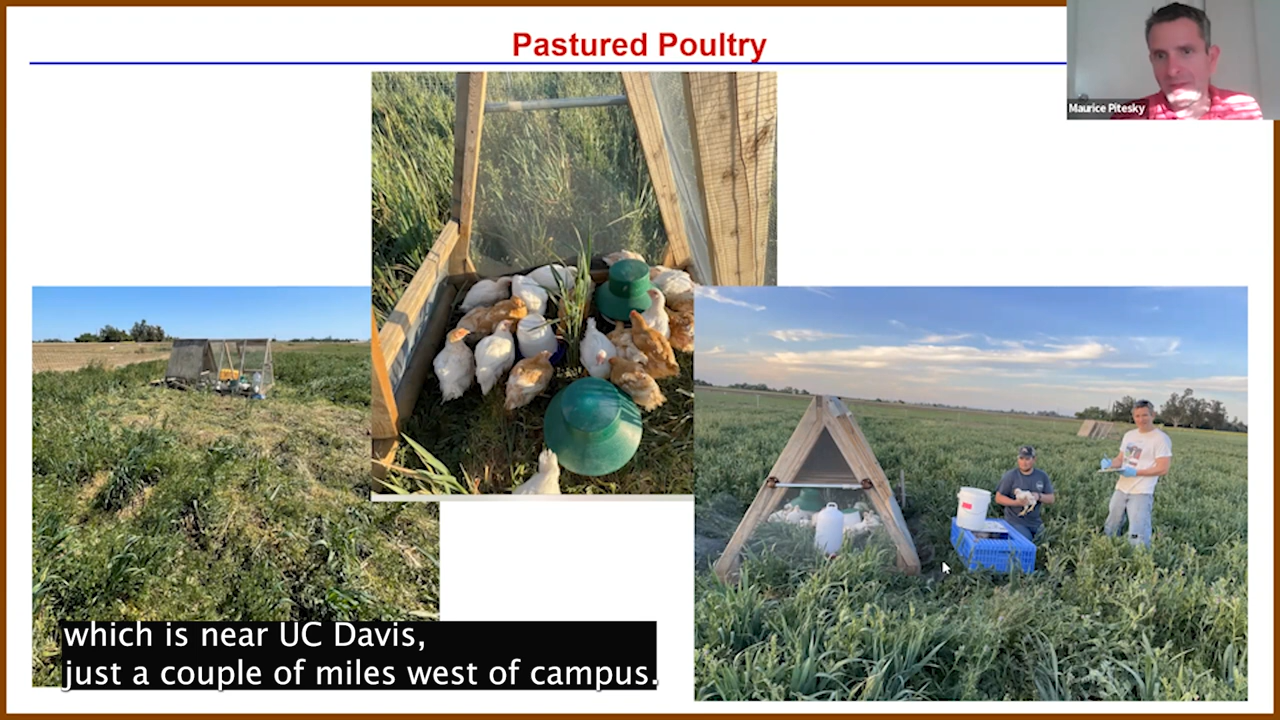 Pastured Poultry
Maurice Pitesky
which is near UC Davis,
just a couple of miles west of campus.